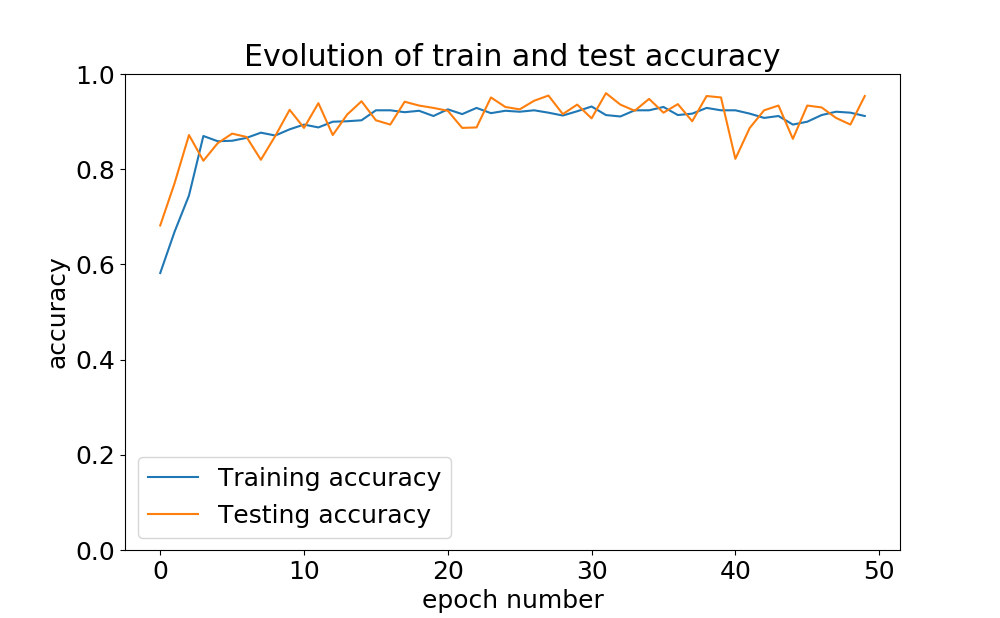 Evolution of train and test accuracy
1.0
0.8
0.6
0.4
0.2
0.0
accuracy
Training accuracy
Testing accuracy
0 10 20 30 40 50
epoch number